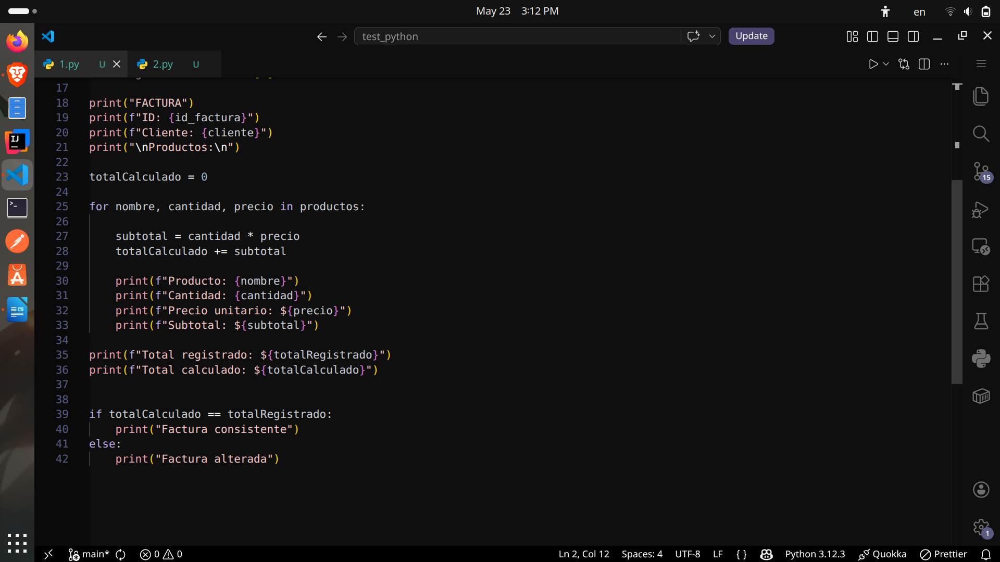 May 23 3:12 PM
en
test_python
Update
1.py U
2.py U
17
18 print("FACTURA")
19 print(f"ID: {id_factura}")
20 print(f"Cliente: {cliente}")
21 print("\nProductos:\n")
22
23 totalCalculado = 0
24
25 for nombre, cantidad, precio in productos:
26
27     subtotal = cantidad * precio
28     totalCalculado += subtotal
29
30     print(f"Producto: {nombre}")
31     print(f"Cantidad: {cantidad}")
32     print(f"Precio unitario: ${precio}")
33     print(f"Subtotal: ${subtotal}")
34
35 print(f"Total registrado: ${totalRegistrado}")
36 print(f"Total calculado: ${totalCalculado}")
37
38
39 if totalCalculado == totalRegistrado:
40     print("Factura consistente")
41 else:
42     print("Factura alterada")
15
1
IJ
main* 0 0
Ln 2, Col 12 Spaces: 4 UTF-8 LF { } Python 3.12.3 Quokka Prettier